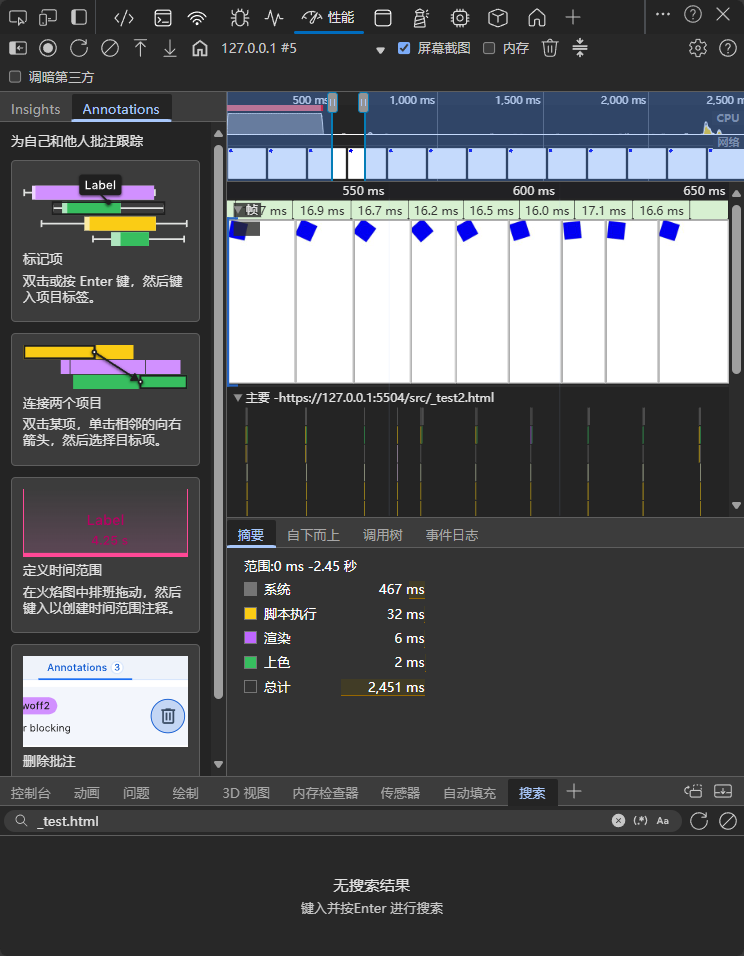 性能
127.0.0.1 #5
屏幕截图
内存
调暗第三方
Insights
Annotations
为自己和他人批注跟踪
Label
标记项
双击或按 Enter 键，然后键
入项目标签。
连接两个项目
双击某项，单击相邻的向右
箭头，然后选择目标项。
Label
4.25 s
定义时间范围
在火焰图中排班拖动，然后
键入以创建时间范围注释。
Annotations 3
woff2
r blocking
删除批注
500 ms
1,000 ms
1,500 ms
2,000 ms
2,500 m
CPU
网络
550 ms
600 ms
650 ms
帧
7 ms
16.9 ms
16.7 ms
16.2 ms
16.5 ms
16.0 ms
17.1 ms
16.6 ms
主要 -https://127.0.0.1:5504/src/_test2.html
摘要
自下而上
调用树
事件日志
范围:0 ms -2.45 秒
系统 467 ms
脚本执行 32 ms
渲染 6 ms
上色 2 ms
总计 2,451 ms
控制台
动画
问题
绘制
3D 视图
内存检查器
传感器
自动填充
搜索
_test.html
(.*)
Aa
无搜索结果
键入并按Enter 进行搜索